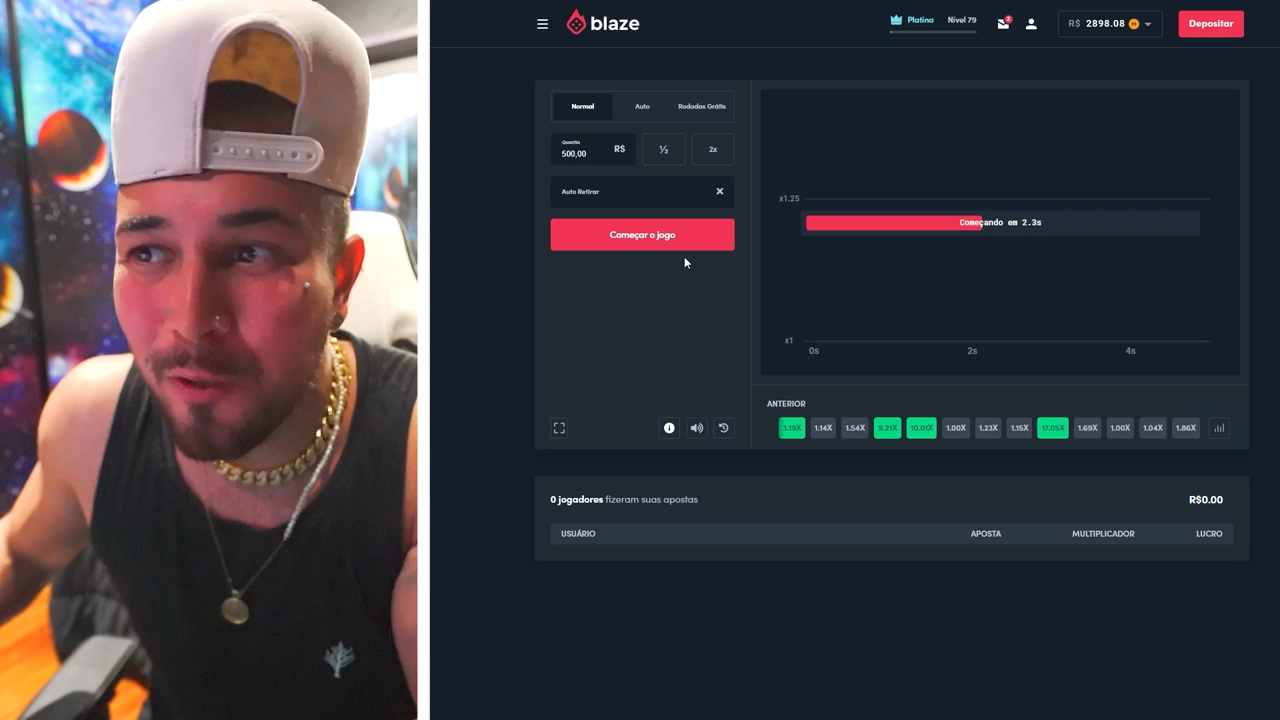 blaze
Platina Nível 79
2
R$ 2898.08
Depositar
Normal Auto Rodadas Grátis
Quantia
500,00 R$ ½ 2x
Auto Retirar
Começar o jogo
x1.25
Começando em 2.3s
x1
0s 2s 4s
ANTERIOR
3.19X 1.14X 1.54X 9.21X 10.01X 1.00X 1.23X 1.15X 17.05X 1.69X 1.00X 1.04X 1.86X
0 jogadores fizeram suas apostas R$0.00
USUÁRIO APOSTA MULTIPLICADOR LUCRO